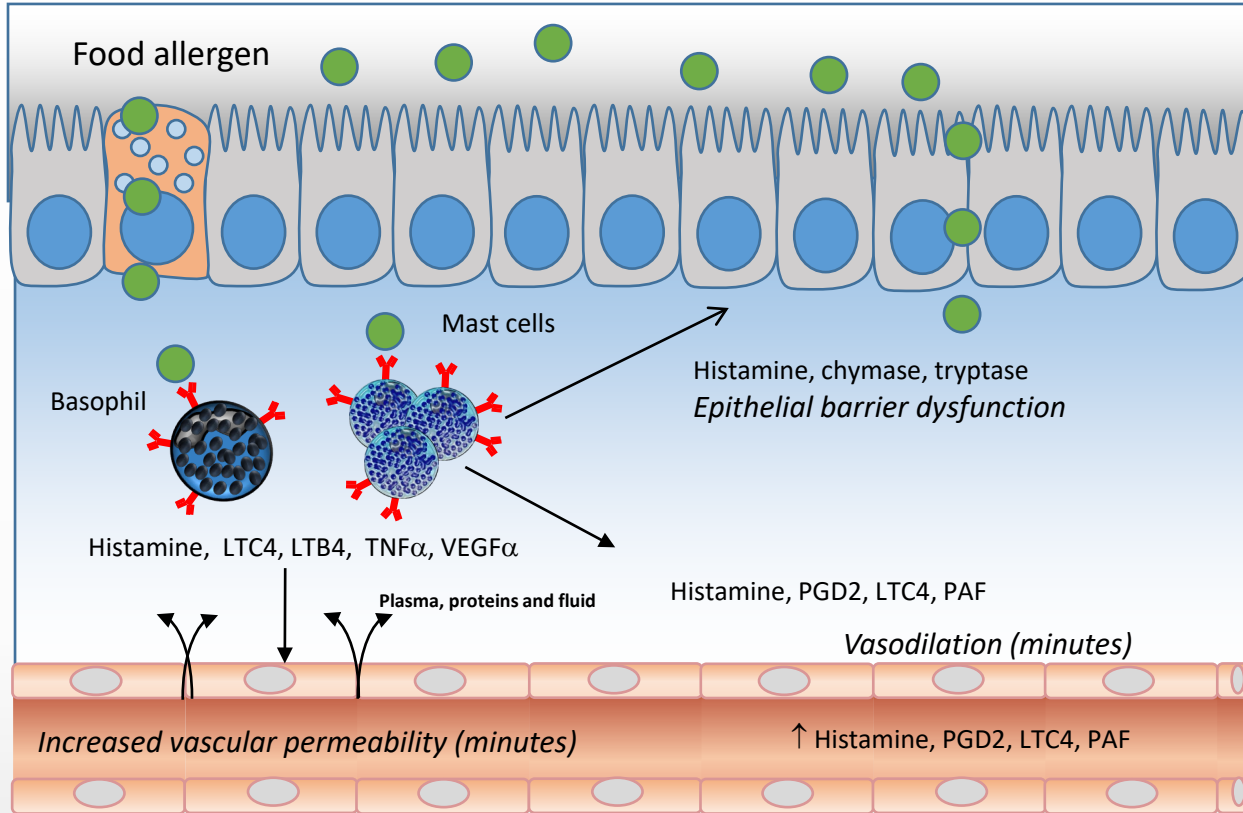 Food allergen
Mast cells
Basophil
Histamine, chymase, tryptase
Epithelial barrier dysfunction
Histamine, LTC4, LTB4, TNFα, VEGFα
Plasma, proteins and fluid
Histamine, PGD2, LTC4, PAF
Vasodilation (minutes)
Increased vascular permeability (minutes)
↑ Histamine, PGD2, LTC4, PAF